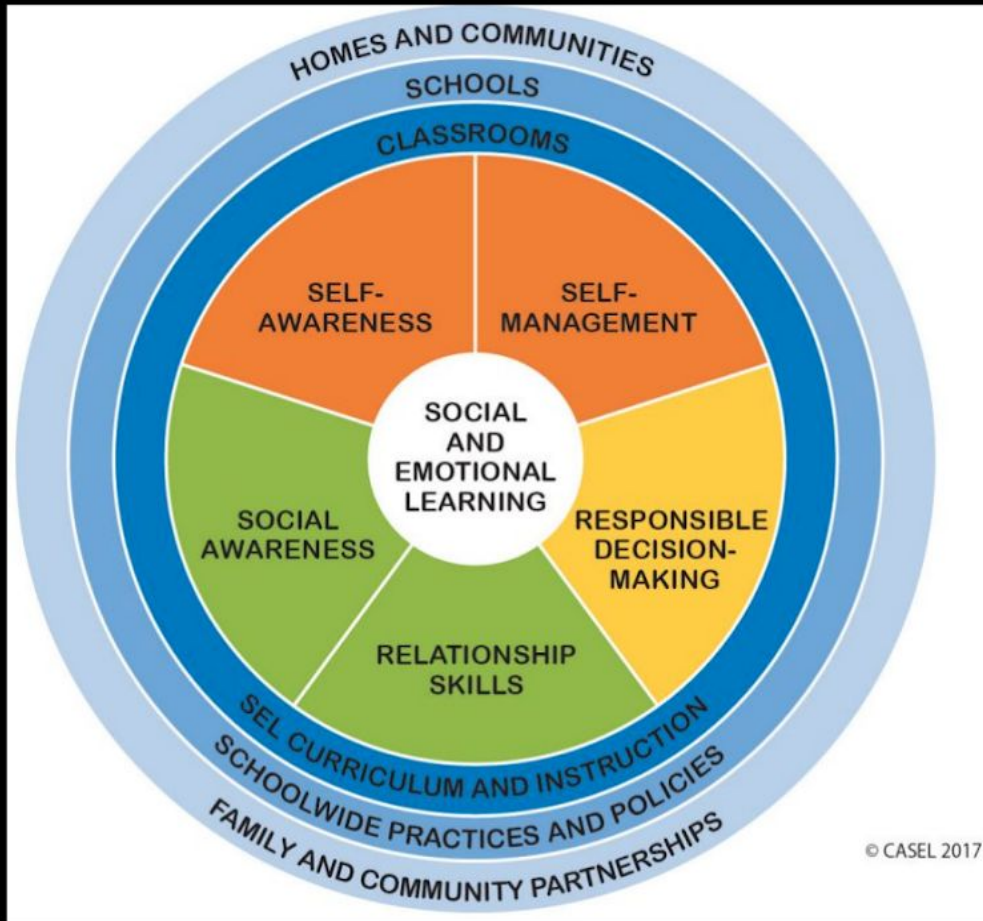 HOMES AND COMMUNITIES
SCHOOLS
CLASSROOMS
SELF-
AWARENESS
SELF-
MANAGEMENT
SOCIAL
AND
EMOTIONAL
LEARNING
SOCIAL
AWARENESS
RESPONSIBLE
DECISION-
MAKING
RELATIONSHIP
SKILLS
SEL CURRICULUM AND INSTRUCTION
SCHOOLWIDE PRACTICES AND POLICIES
FAMILY AND COMMUNITY PARTNERSHIPS
© CASEL 2017